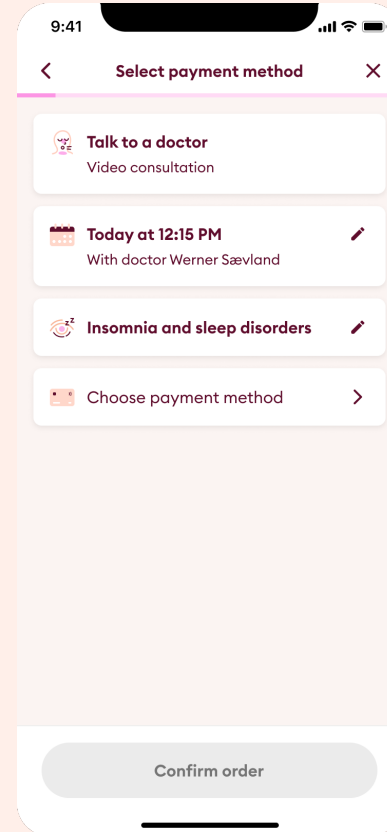 9:41
Select payment method
Talk to a doctor
Video consultation
Today at 12:15 PM
With doctor Werner Sævland
zz
Insomnia and sleep disorders
Choose payment method
Confirm order